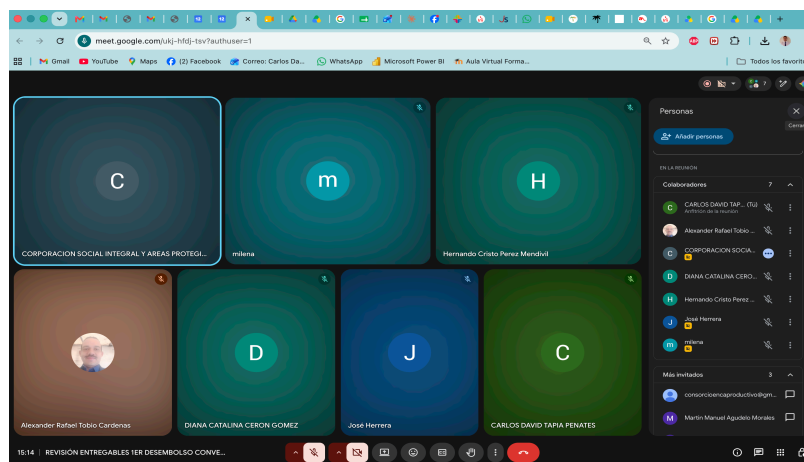 meet.google.com/ukj-hfdj-tsv?authuser=1
Gmail
YouTube
Maps
(2) Facebook
Correo: Carlos Da...
WhatsApp
Microsoft Power BI
Aula Virtual Forma...
Todos los favorit
7
C
CORPORACION SOCIAL INTEGRAL Y AREAS PROTEGI...
m
milena
H
Hernando Cristo Perez Mendivil
Alexander Rafael Tobio Cardenas
D
DIANA CATALINA CERON GOMEZ
J
José Herrera
C
CARLOS DAVID TAPIA PENATES
Personas
Cerrar
Añadir personas
EN LA REUNIÓN
Colaboradores 7
C CARLOS DAVID TAP... (Tú)
Anfitrión de la reunión
Alexander Rafael Tobio ...
C CORPORACION SOCIA...
D DIANA CATALINA CERO...
H Hernando Cristo Perez ...
J José Herrera
m milena
Más invitados 3
consorcioencaproductivo@gm...
M Martin Manuel Agudelo Morales
15:14 | REVISIÓN ENTREGABLES 1ER DESEMBOLSO CONVE...